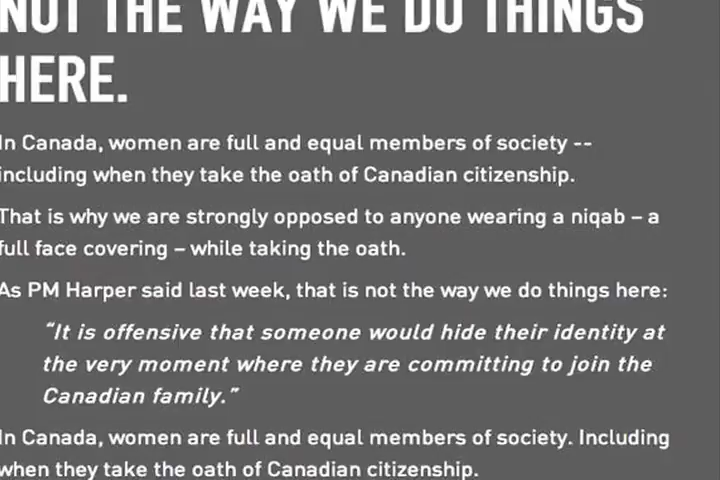 NOT THE WAY WE DO THINGS
HERE.
In Canada, women are full and equal members of society --
including when they take the oath of Canadian citizenship.
That is why we are strongly opposed to anyone wearing a niqab – a
full face covering – while taking the oath.
As PM Harper said last week, that is not the way we do things here:
“It is offensive that someone would hide their identity at
the very moment where they are committing to join the
Canadian family.”
In Canada, women are full and equal members of society. Including
when they take the oath of Canadian citizenship.